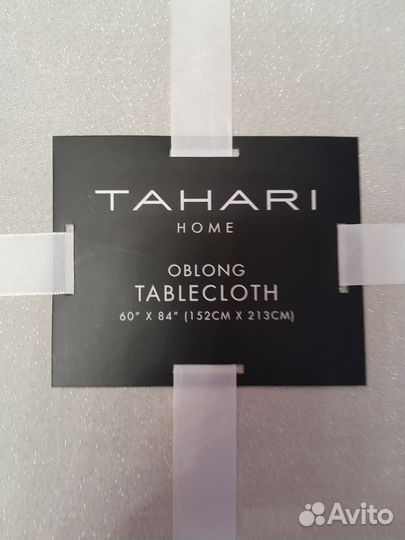 TAHARI
HOME
OBLONG
TABLECLOTH
60" X 84" (152CM X 213CM)
Avito